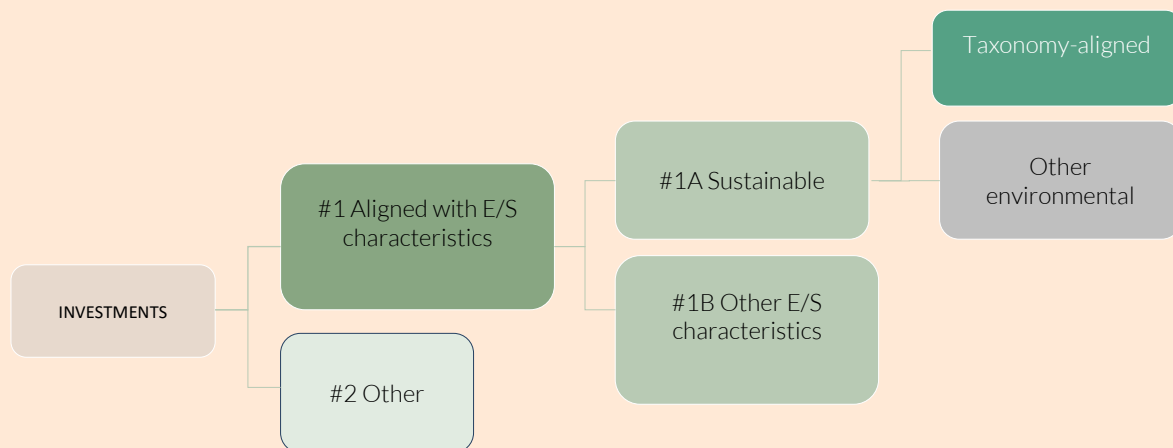 Taxonomy-aligned
Other
environmental
#1A Sustainable
#1 Aligned with E/S
characteristics
#1B Other E/S
characteristics
INVESTMENTS
#2 Other